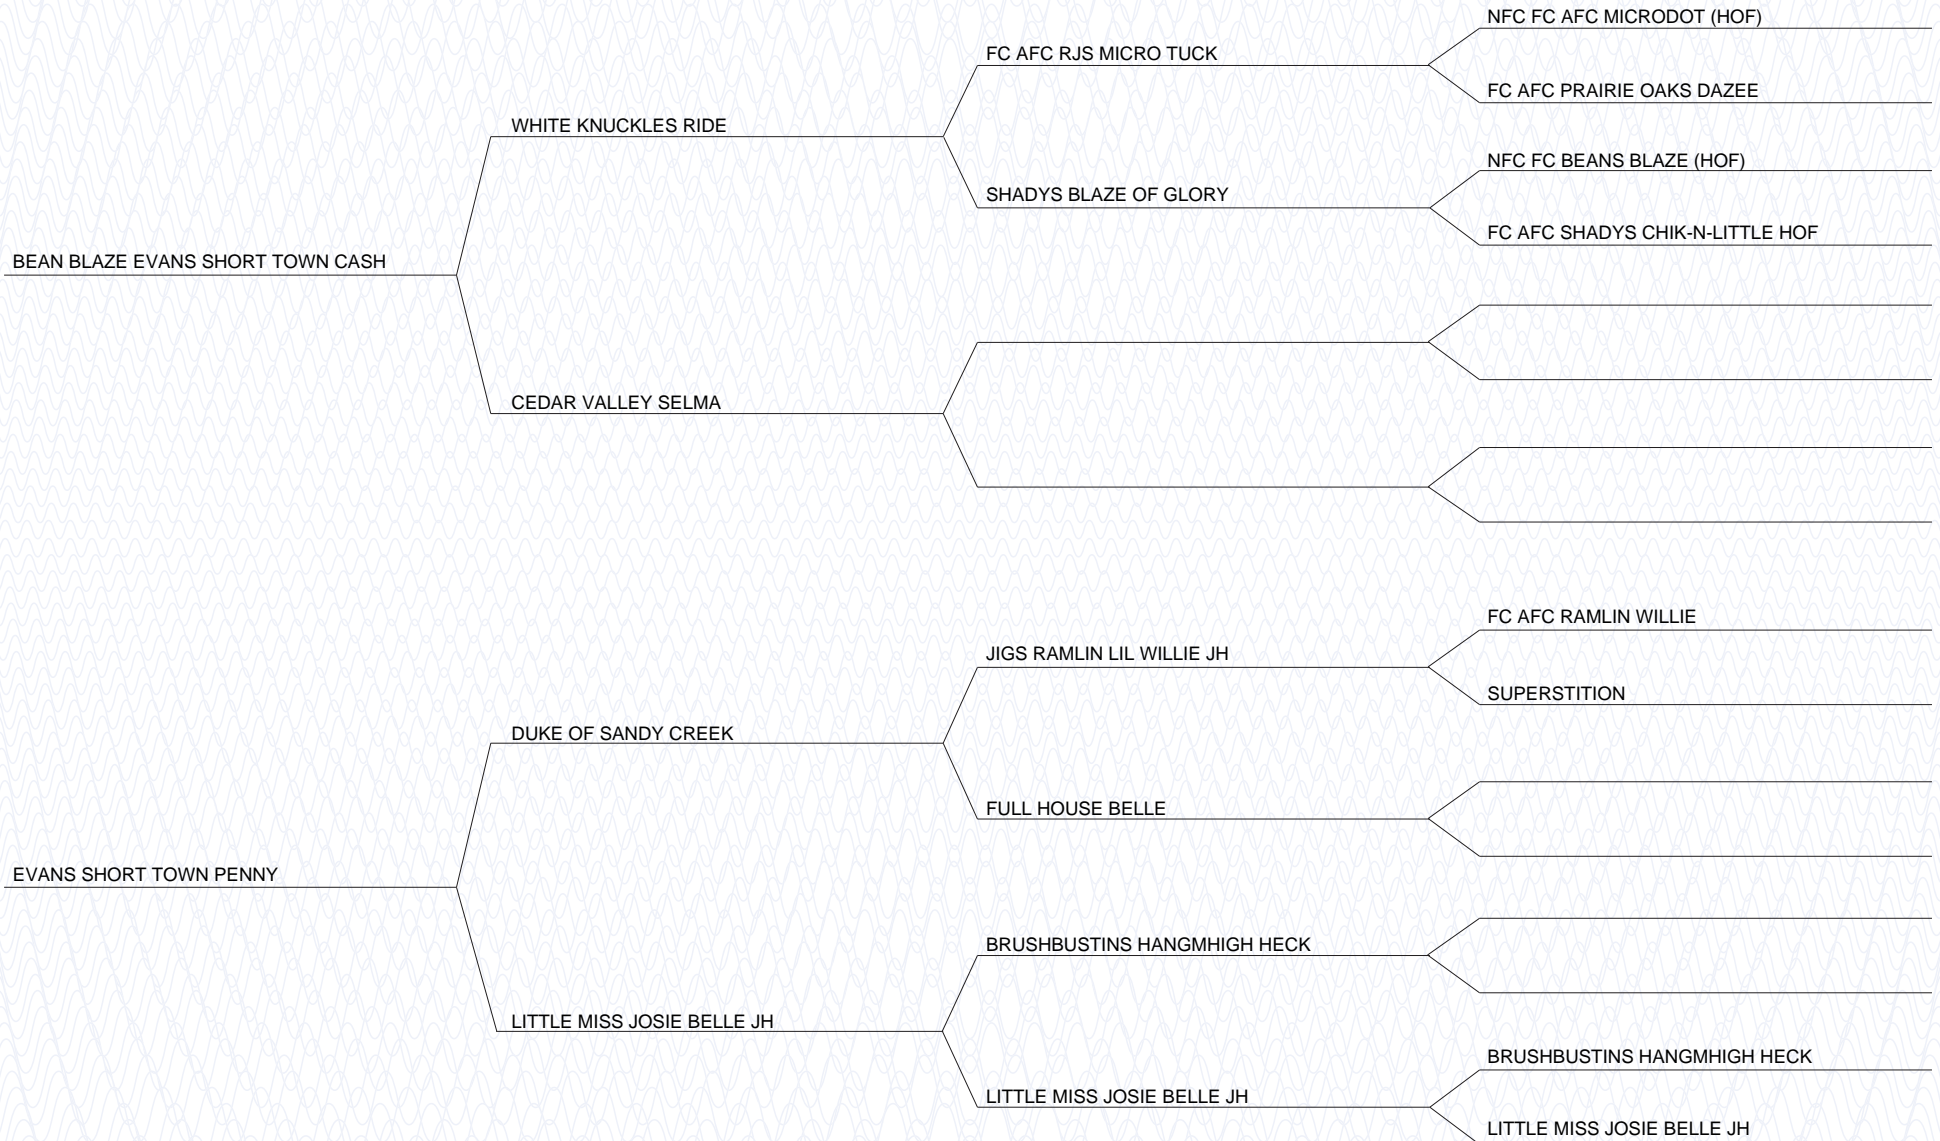 NFC FC AFC MICRODOT (HOF)
FC AFC RJS MICRO TUCK
FC AFC PRAIRIE OAKS DAZEE
WHITE KNUCKLES RIDE
NFC FC BEANS BLAZE (HOF)
SHADYS BLAZE OF GLORY
FC AFC SHADYS CHIK-N-LITTLE HOF
BEAN BLAZE EVANS SHORT TOWN CASH
CEDAR VALLEY SELMA
FC AFC RAMLIN WILLIE
JIGS RAMLIN LIL WILLIE JH
SUPERSTITION
DUKE OF SANDY CREEK
FULL HOUSE BELLE
EVANS SHORT TOWN PENNY
BRUSHBUSTINS HANGMHIGH HECK
LITTLE MISS JOSIE BELLE JH
BRUSHBUSTINS HANGMHIGH HECK
LITTLE MISS JOSIE BELLE JH
LITTLE MISS JOSIE BELLE JH